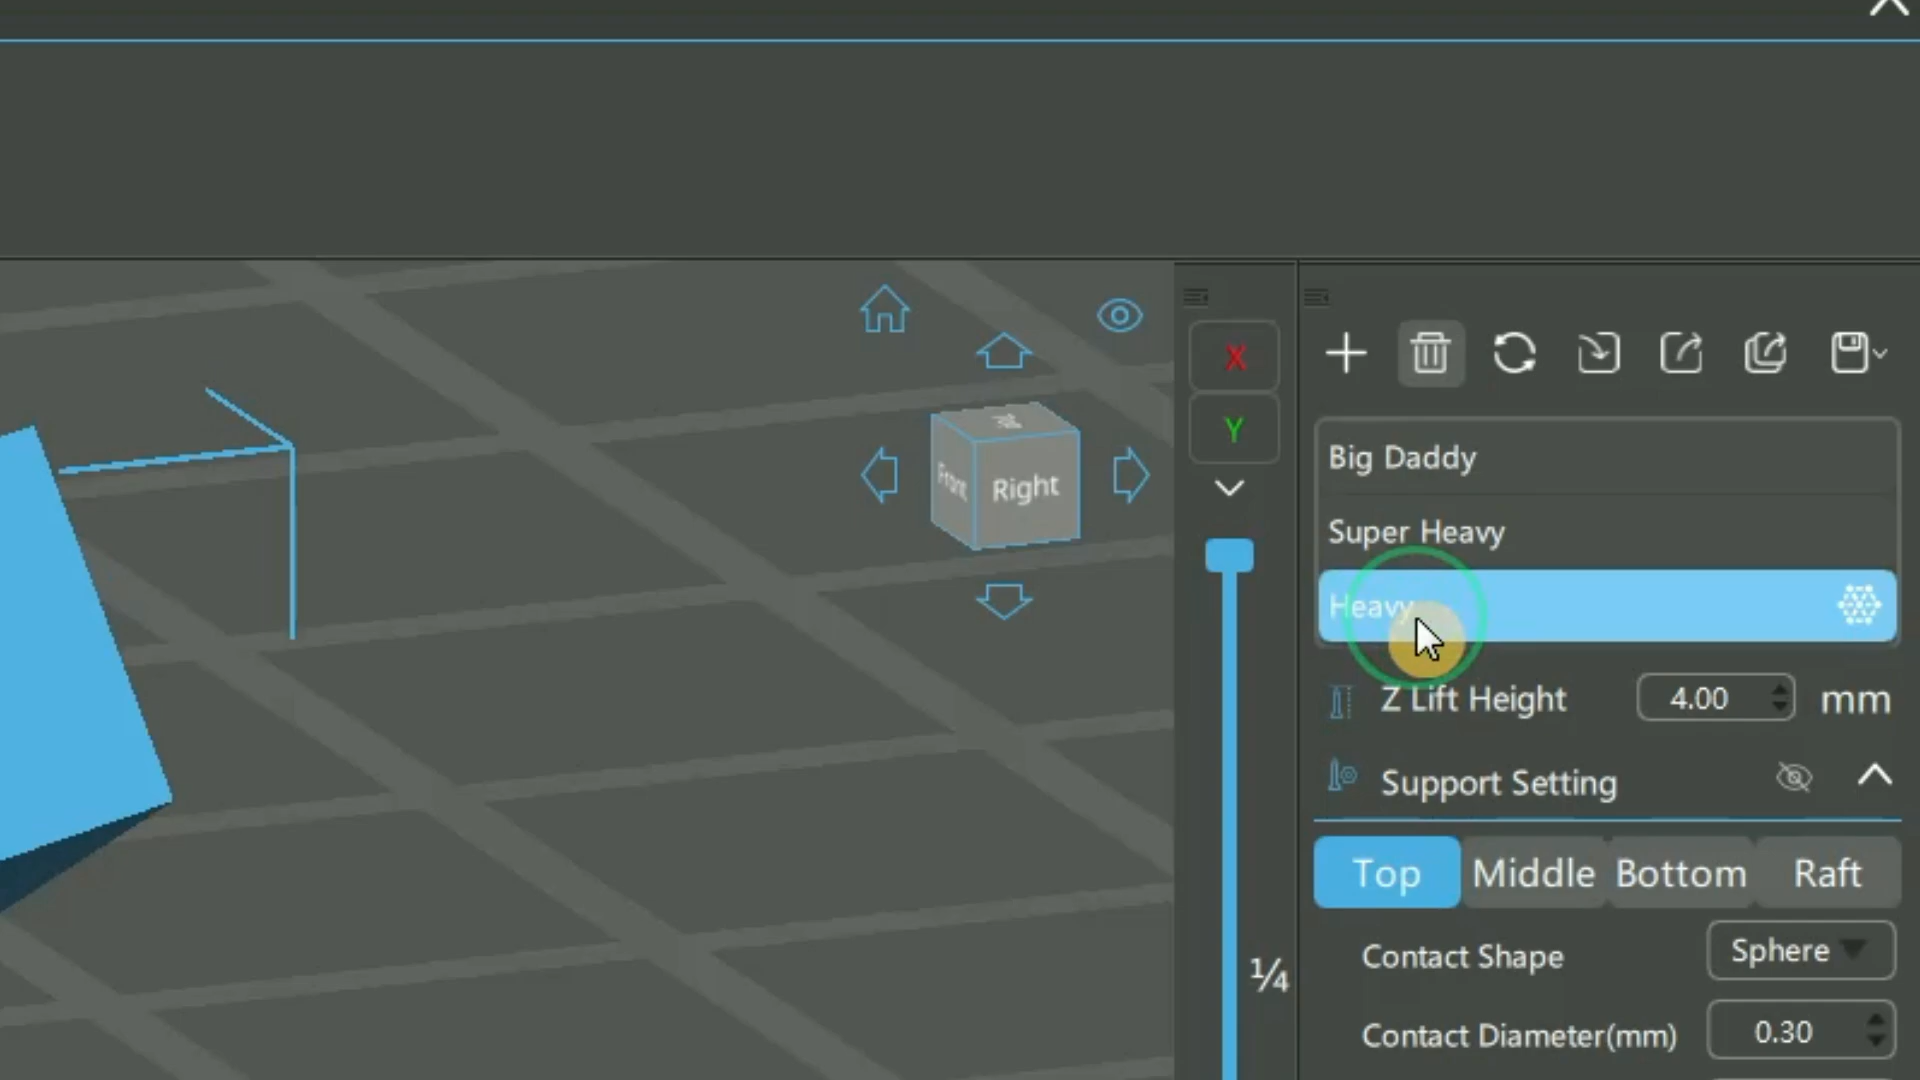 X
Y
Front
Right
Big Daddy
Super Heavy
Heavy
Z Lift Height 4.00 mm
Support Setting
Top Middle Bottom Raft
Contact Shape Sphere
¼
Contact Diameter(mm) 0.30